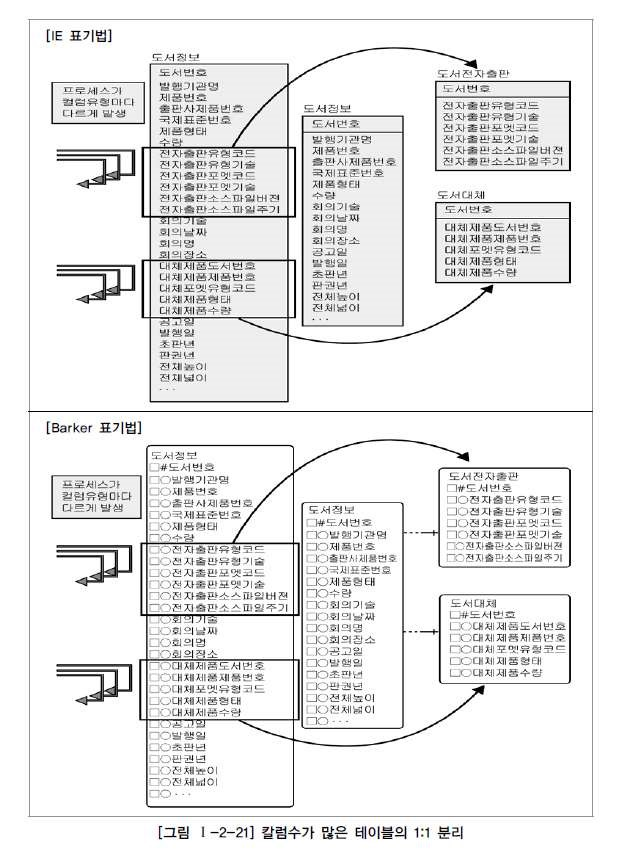 [IE 표기법]
프로세스가
컬럼유형마다
다르게 발생
도서정보
도서번호
발행기관명
제품번호
출판사제품번호
국제표준번호
제품형태
수량
전자출판유형코드
전자출판유형기술
전자출판포멧코드
전자출판포멧기술
전자출판소스파일버젼
전자출판소스파일주기
회의기술
회의날짜
회의명
회의장소
대체제품도서번호
대체제품제품번호
대체포멧유형코드
대체제품형태
대체제품수량
공고일
발행일
초판년
판권년
전체높이
전체넓이
· · ·
도서정보
도서번호
발행기관명
제품번호
출판사제품번호
국제표준번호
제품형태
수량
회의기술
회의날짜
회의명
회의장소
공고일
발행일
초판년
판권년
전체높이
전체넓이
· · ·
도서전자출판
도서번호
전자출판유형코드
전자출판유형기술
전자출판포멧코드
전자출판포멧기술
전자출판소스파일버젼
전자출판소스파일주기
도서대체
도서번호
대체제품도서번호
대체제품제품번호
대체포멧유형코드
대체제품형태
대체제품수량
[Barker 표기법]
프로세스가
컬럼유형마다
다르게 발생
도서정보
□#도서번호
□○발행기관명
□○제품번호
□○출판사제품번호
□○국제표준번호
□○제품형태
□○수량
□○전자출판유형코드
□○전자출판유형기술
□○전자출판포멧코드
□○전자출판포멧기술
□○전자출판소스파일버젼
□○전자출판소스파일주기
□○회의기술
□○회의날짜
□○회의명
□○회의장소
□○대체제품도서번호
□○대체제품제품번호
□○대체포멧유형코드
□○대체제품형태
□○대체제품수량
□○공고일
□○발행일
□○초판년
□○판권년
□○전체높이
□○전체넓이
□○ · · ·
도서정보
□#도서번호
□○발행기관명
□○제품번호
□○출판사제품번호
□○국제표준번호
□○제품형태
□○수량
□○회의기술
□○회의날짜
□○회의명
□○회의장소
□○공고일
□○발행일
□○초판년
□○판권년
□○전체높이
□○전체넓이
□○ · · ·
도서전자출판
□#도서번호
□○전자출판유형코드
□○전자출판유형기술
□○전자출판포멧코드
□○전자출판포멧기술
□○전자출판소스파일버젼
□○전자출판소스파일주기
도서대체
□#도서번호
□○대체제품도서번호
□○대체제품제품번호
□○대체포멧유형코드
□○대체제품형태
□○대체제품수량
[그림 Ⅰ-2-21] 칼럼수가 많은 테이블의 1:1 분리